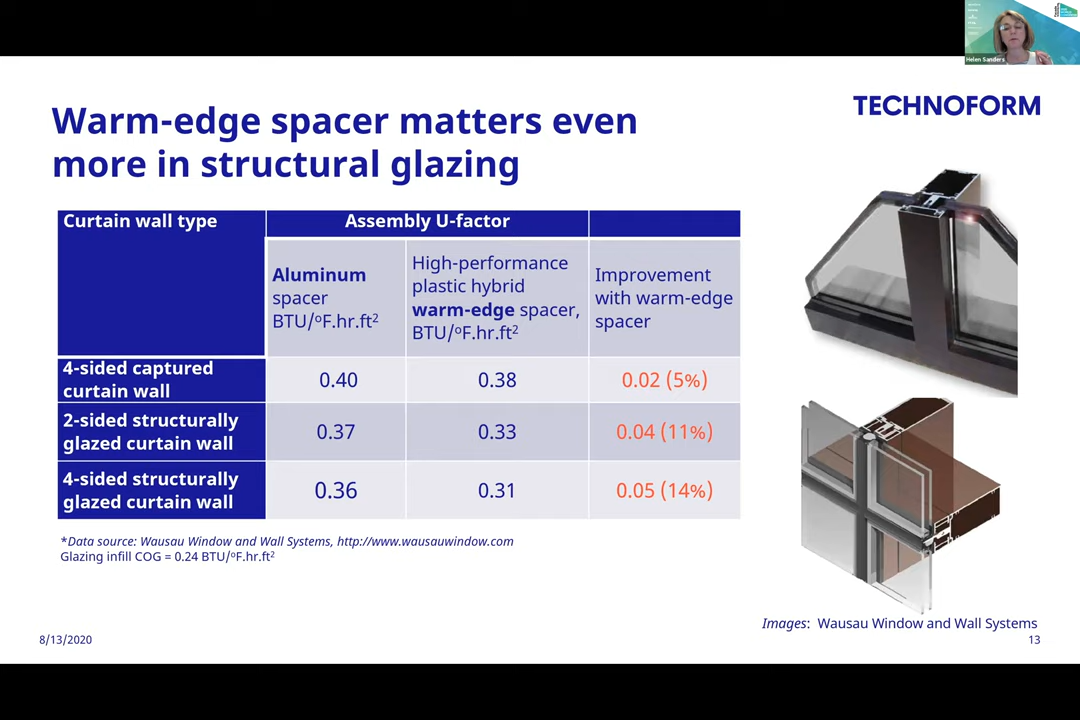 Helen Sanders
TECHNOFORM
Warm-edge spacer matters even
more in structural glazing
Curtain wall type
Assembly U-factor
Aluminum
spacer
BTU/ºF.hr.ft²
High-performance
plastic hybrid
warm-edge spacer,
BTU/ºF.hr.ft²
Improvement
with warm-edge
spacer
4-sided captured
curtain wall
0.40
0.38
0.02 (5%)
2-sided structurally
glazed curtain wall
0.37
0.33
0.04 (11%)
4-sided structurally
glazed curtain wall
0.36
0.31
0.05 (14%)
*Data source: Wausau Window and Wall Systems, http://www.wausauwindow.com
Glazing infill COG = 0.24 BTU/ºF.hr.ft²
Images: Wausau Window and Wall Systems
8/13/2020
13